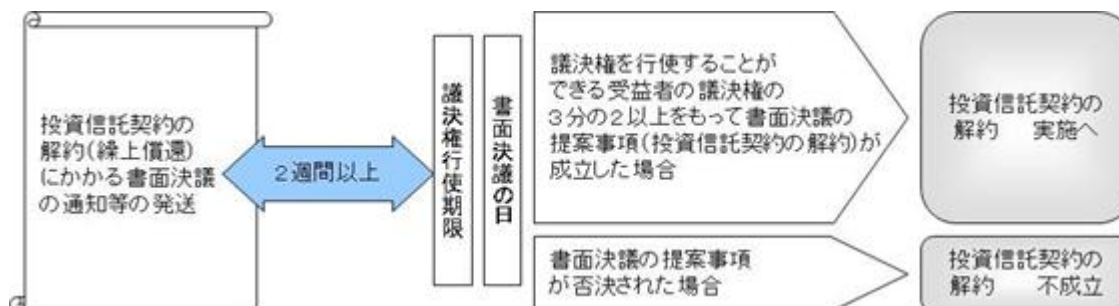 投資信託契約の
解約(繰上償還)
にかかる書面決議
の通知等の発送
2週間以上
議決権行使期限
書面決議の日
議決権を行使することが
できる受益者の議決権の
3分の2以上をもって書面決議の
提案事項(投資信託契約の解約)が
成立した場合
投資信託契約の
解約 実施へ
書面決議の提案事項
が否決された場合
投資信託契約の
解約 不成立